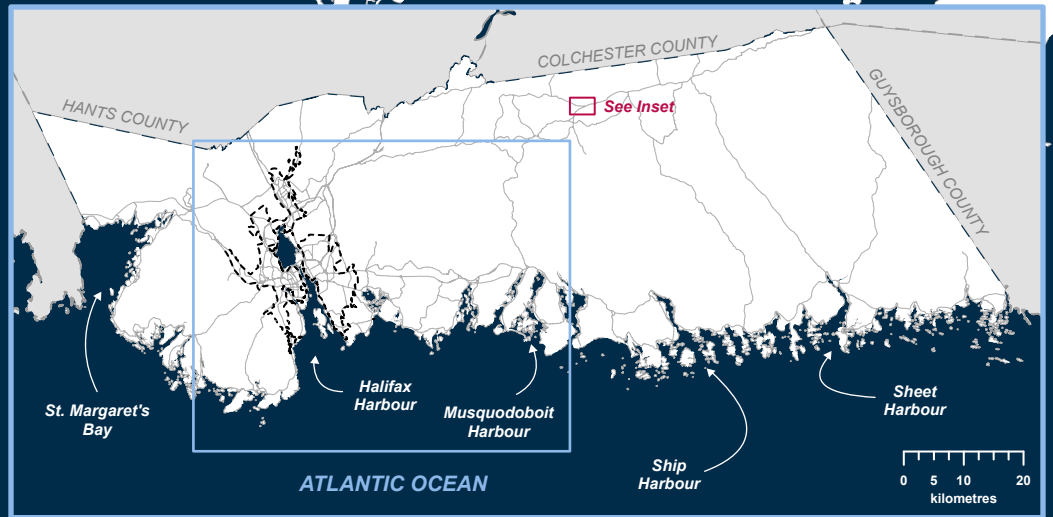 COLCHESTER COUNTY
HANTS COUNTY
GUYSBOROUGH COUNTY
See Inset
St. Margaret's
Bay
Halifax
Harbour
Musquodoboit
Harbour
Ship
Harbour
Sheet
Harbour
ATLANTIC OCEAN
0 5 10 20
kilometres